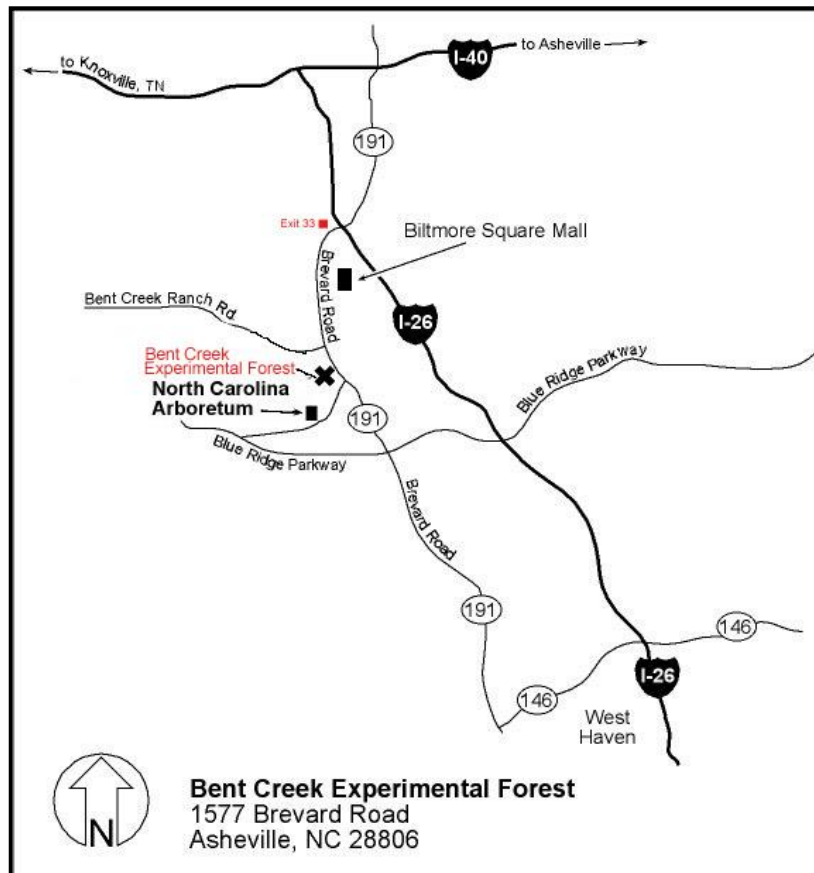 to Asheville
I-40
to Knoxville, TN
191
Exit 33
Biltmore Square Mall
Brevard Road
Bent Creek Ranch Rd.
I-26
Bent Creek
Experimental Forest
North Carolina
Arboretum
Blue Ridge Parkway
191
Blue Ridge Parkway
Brevard Road
191
146
I-26
146
West
Haven
N
Bent Creek Experimental Forest
1577 Brevard Road
Asheville, NC 28806